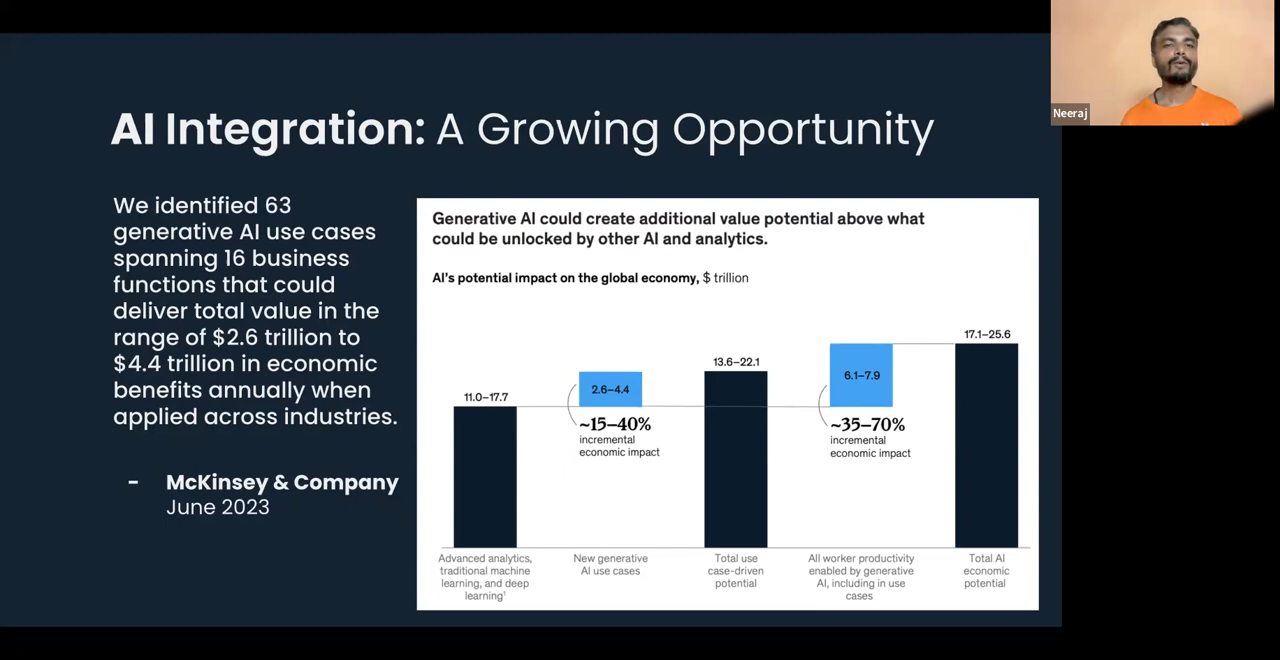 AI Integration: A Growing Opportunity
We identified 63
generative AI use cases
spanning 16 business
functions that could
deliver total value in the
range of $2.6 trillion to
$4.4 trillion in economic
benefits annually when
applied across industries.
- McKinsey & Company
June 2023
Generative AI could create additional value potential above what
could be unlocked by other AI and analytics.
AI's potential impact on the global economy, $ trillion
11.0–17.7
2.6–4.4
~15–40%
incremental
economic impact
13.6–22.1
6.1–7.9
~35–70%
incremental
economic impact
17.1–25.6
Advanced analytics,
traditional machine
learning, and deep
learning¹
New generative
AI use cases
Total use
case-driven
potential
All worker productivity
enabled by generative
AI, including in use
cases
Total AI
economic
potential
Neeraj